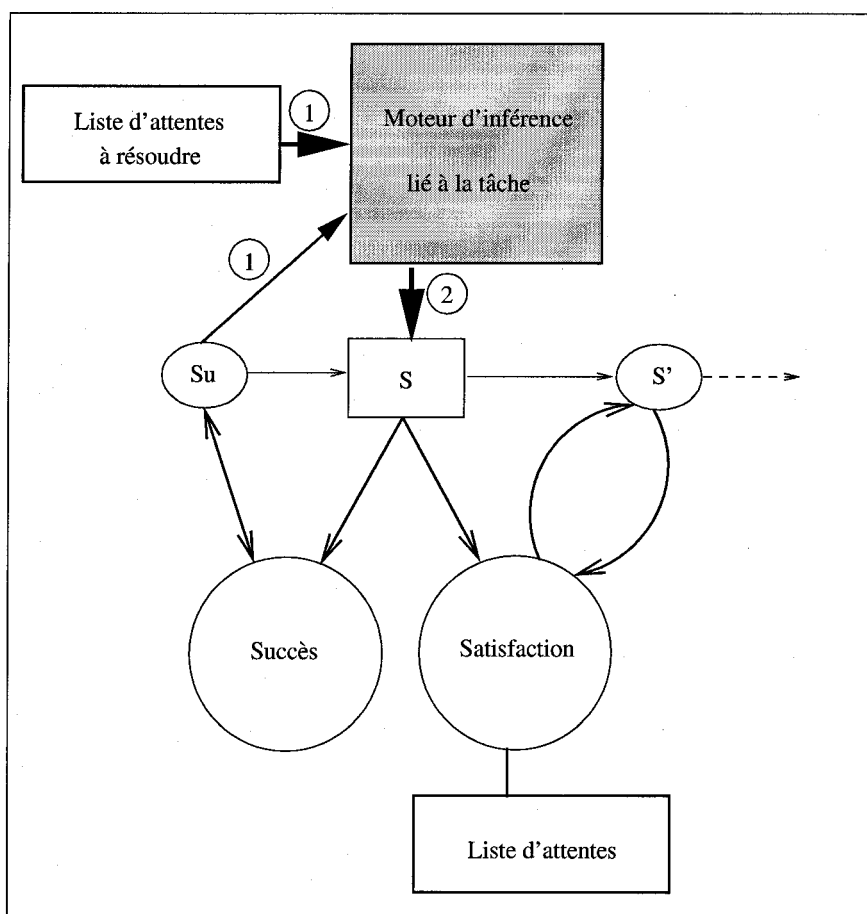 Liste d'attentes
à résoudre
1
Moteur d'inférence
lié à la tâche
1
2
Su
S
S'
Succès
Satisfaction
Liste d'attentes